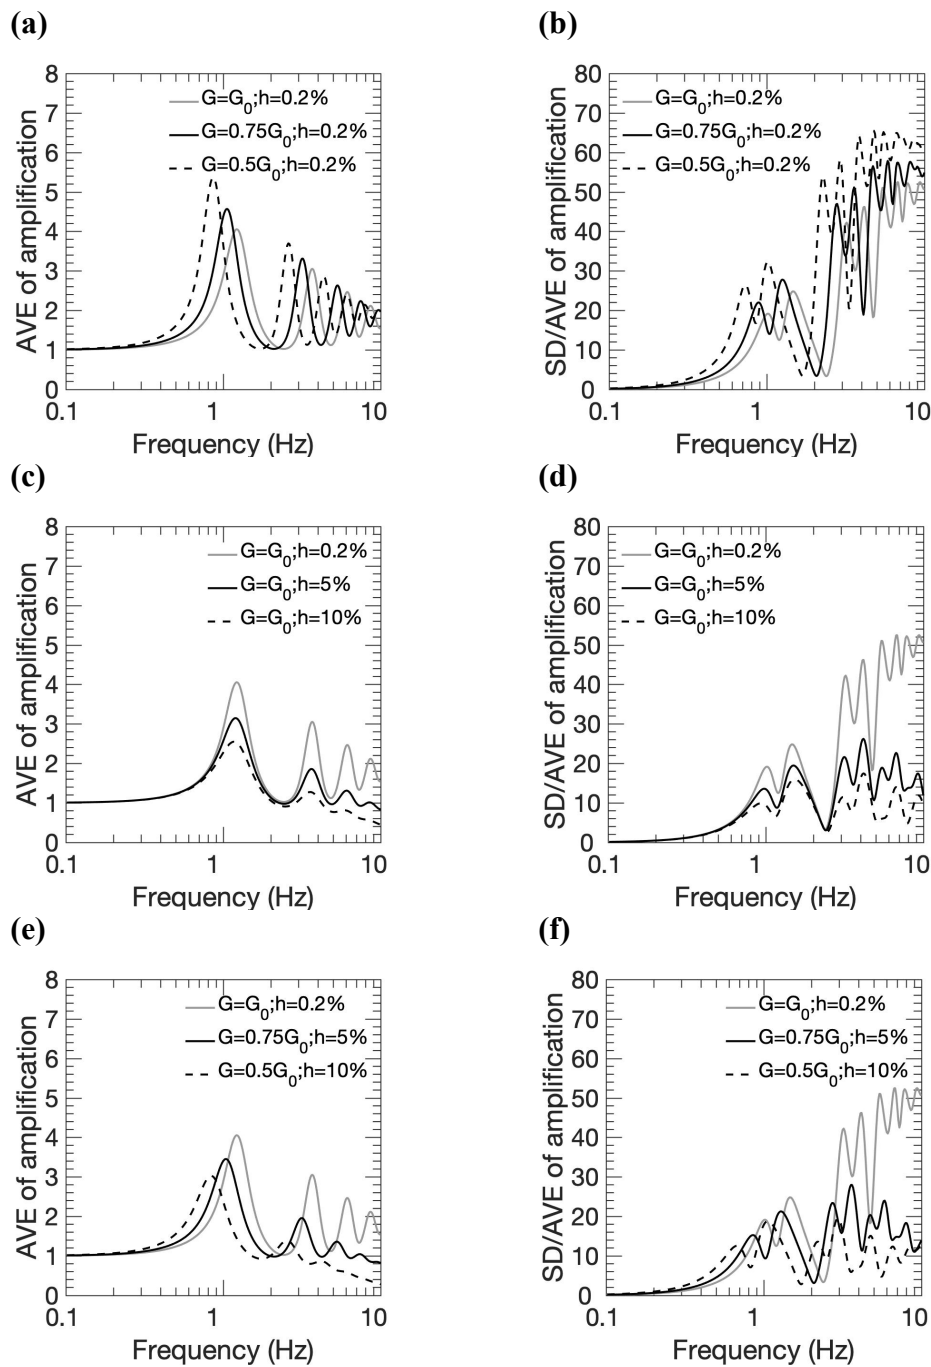 (a)
(b)
AVE of amplification
8
7
6
5
4
3
2
1
0
G=G0;h=0.2%
G=0.75G0;h=0.2%
G=0.5G0;h=0.2%
0.1
1
10
Frequency (Hz)
SD/AVE of amplification
80
70
60
50
40
30
20
10
0
G=G0;h=0.2%
G=0.75G0;h=0.2%
G=0.5G0;h=0.2%
0.1
1
10
Frequency (Hz)
(c)
(d)
AVE of amplification
8
7
6
5
4
3
2
1
0
G=G0;h=0.2%
G=G0;h=5%
G=G0;h=10%
0.1
1
10
Frequency (Hz)
SD/AVE of amplification
80
70
60
50
40
30
20
10
0
G=G0;h=0.2%
G=G0;h=5%
G=G0;h=10%
0.1
1
10
Frequency (Hz)
(e)
(f)
AVE of amplification
8
7
6
5
4
3
2
1
0
G=G0;h=0.2%
G=0.75G0;h=5%
G=0.5G0;h=10%
0.1
1
10
Frequency (Hz)
SD/AVE of amplification
80
70
60
50
40
30
20
10
0
G=G0;h=0.2%
G=0.75G0;h=5%
G=0.5G0;h=10%
0.1
1
10
Frequency (Hz)